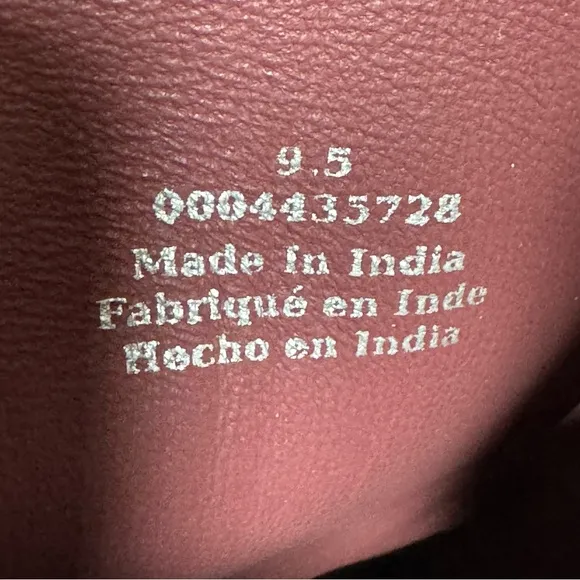 9.5
0004435728
Made In India
Fabriqué en Inde
Hecho en India